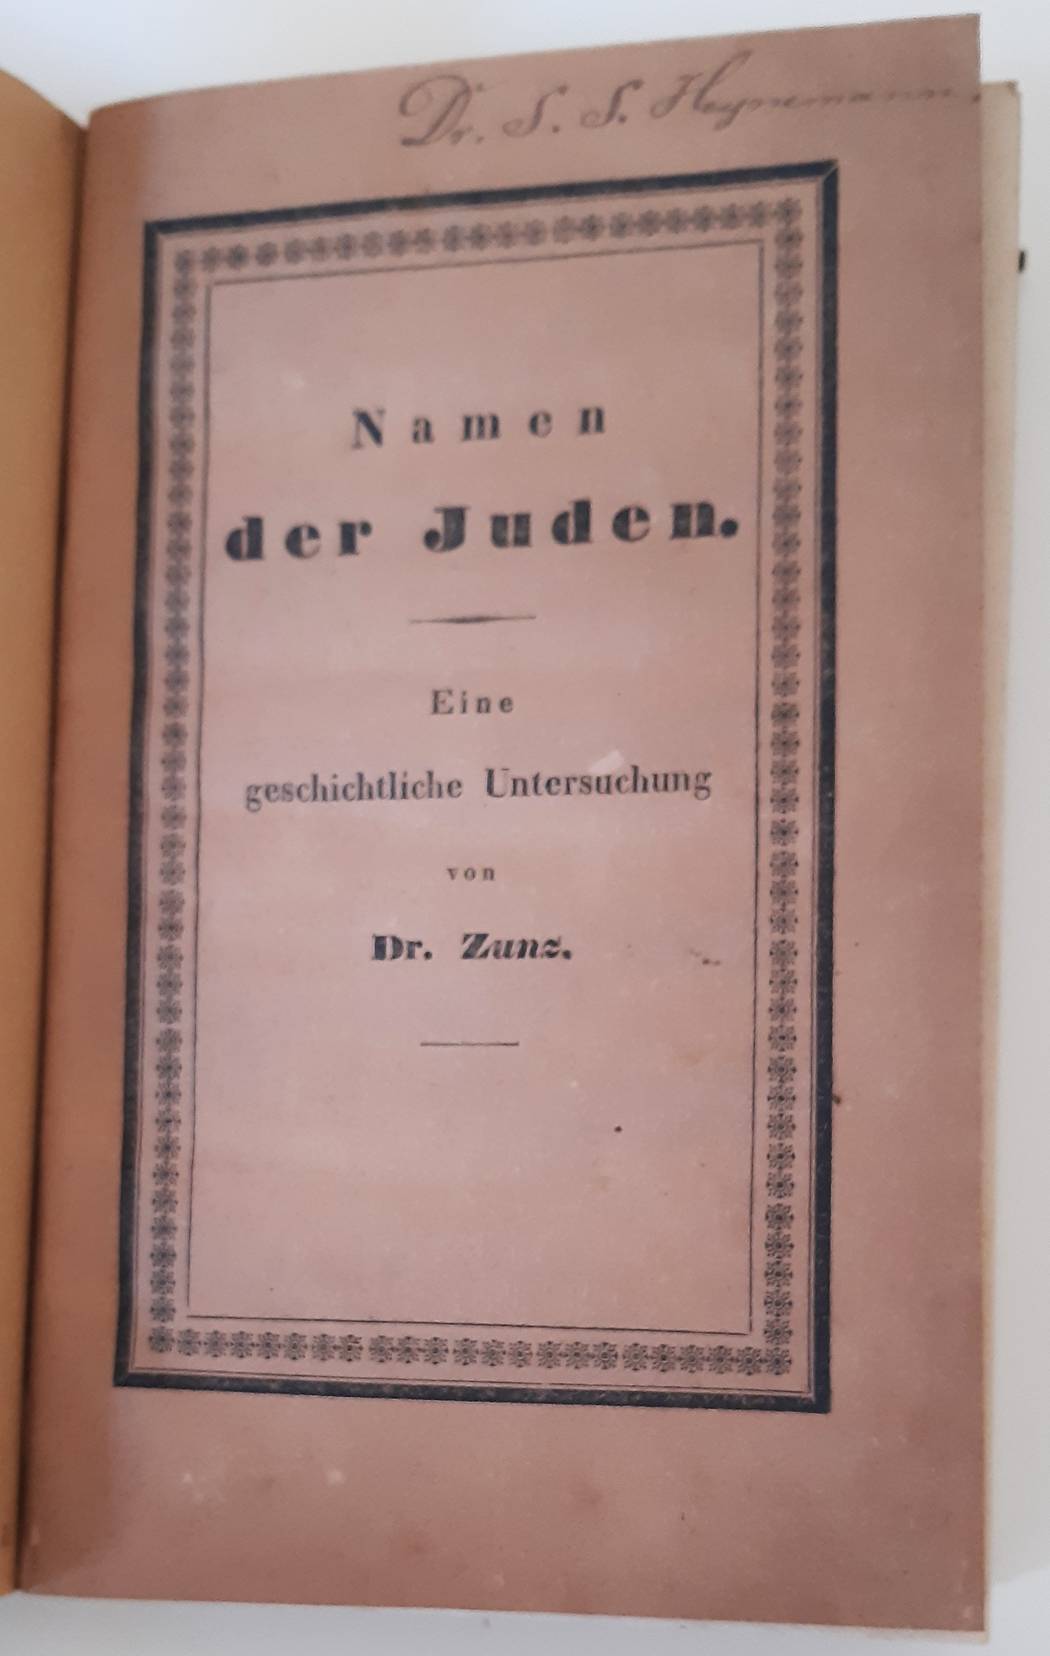 Dr. S. S. Heynemann.
Namen
der Juden.
Eine
geschichtliche Untersuchung
von
Dr. Zunz.